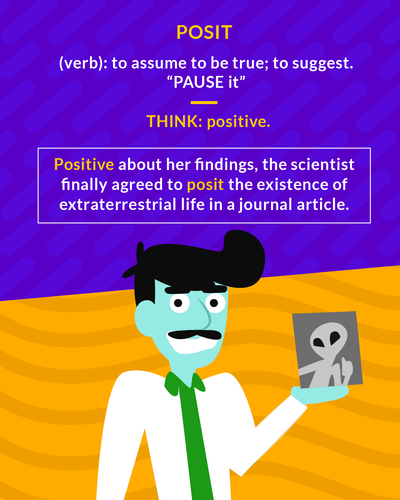 POSIT
(verb): to assume to be true; to suggest.
“PAUSE it”
THINK: positive.
Positive about her findings, the scientist
finally agreed to posit the existence of
extraterrestrial life in a journal article.